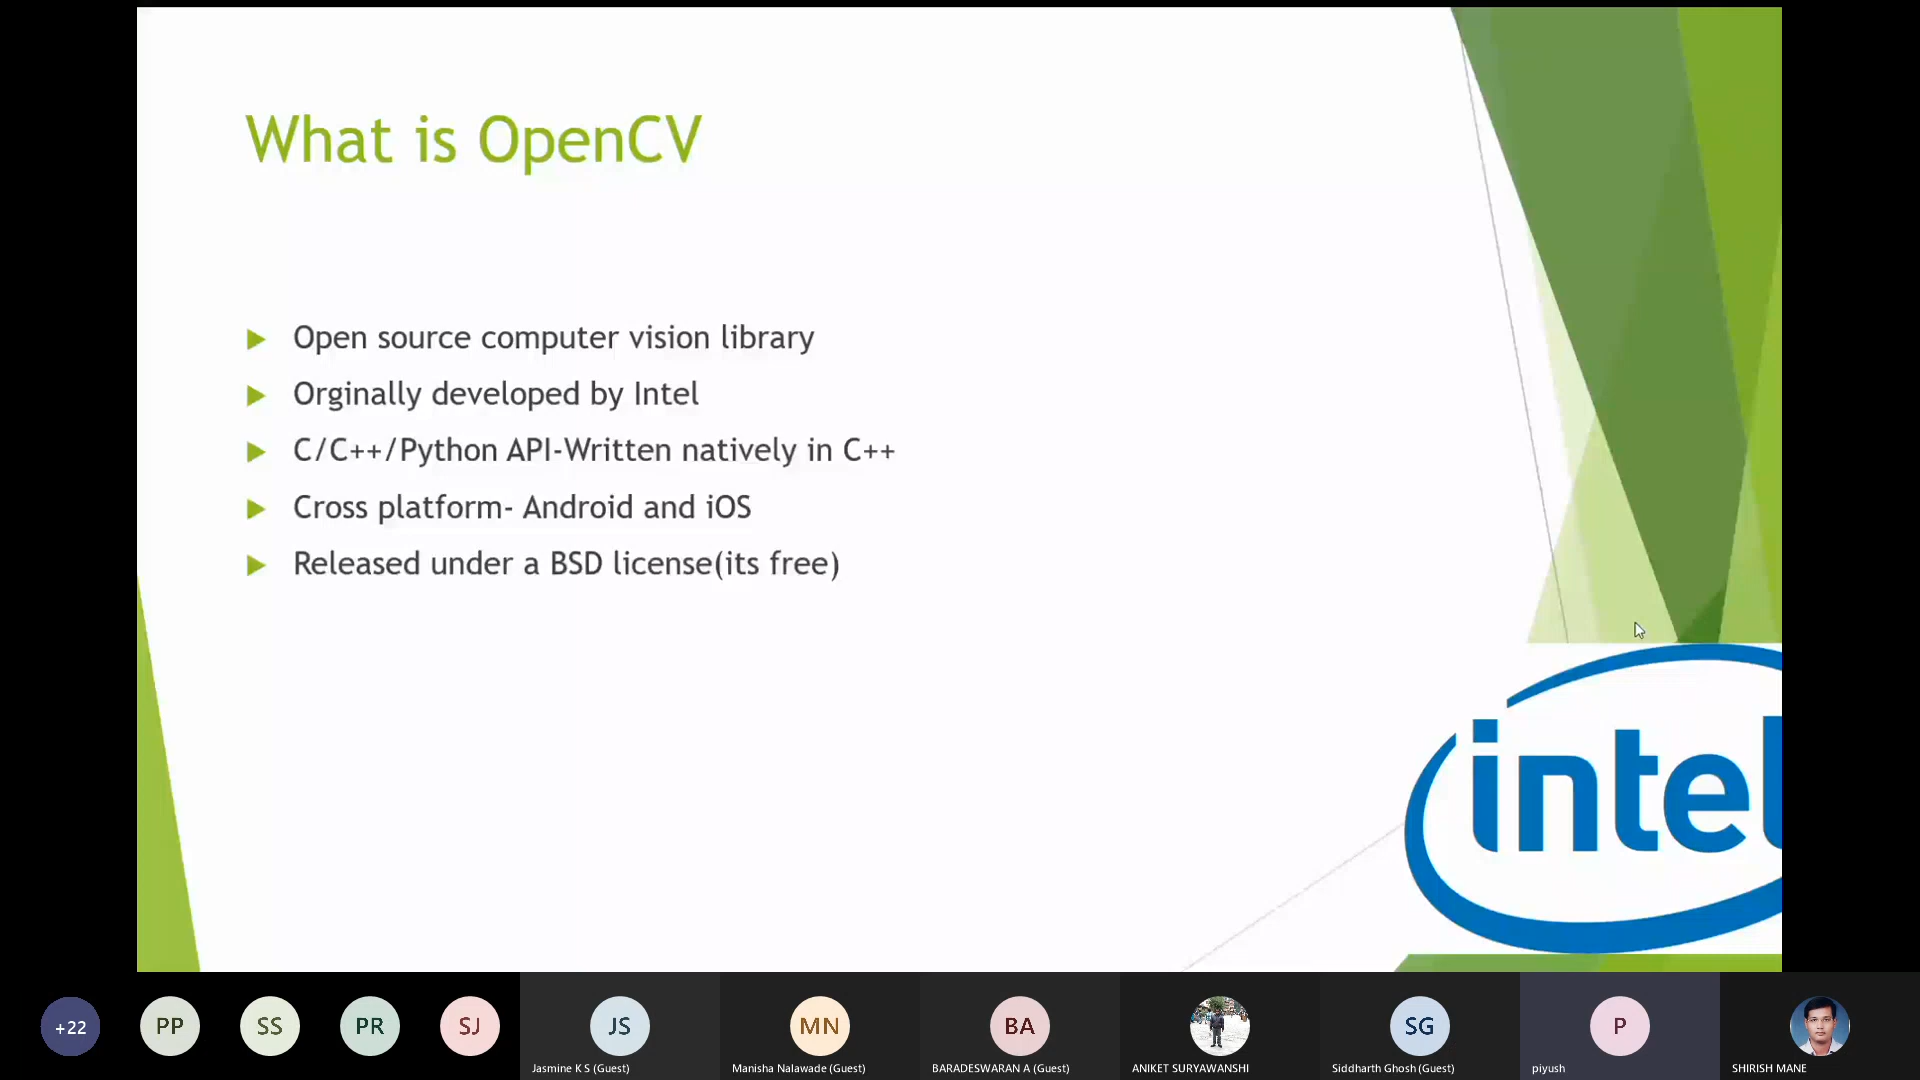 What is OpenCV
Open source computer vision library
Orginally developed by Intel
C/C++/Python API-Written natively in C++
Cross platform- Android and iOS
Released under a BSD license(its free)
intel
+22
PP
SS
PR
SJ
JS
MN
BA
SG
P
Jasmine K S (Guest)
Manisha Nalawade (Guest)
BARADESWARAN A (Guest)
ANIKET SURYAWANSHI
Siddharth Ghosh (Guest)
piyush
SHIRISH MANE